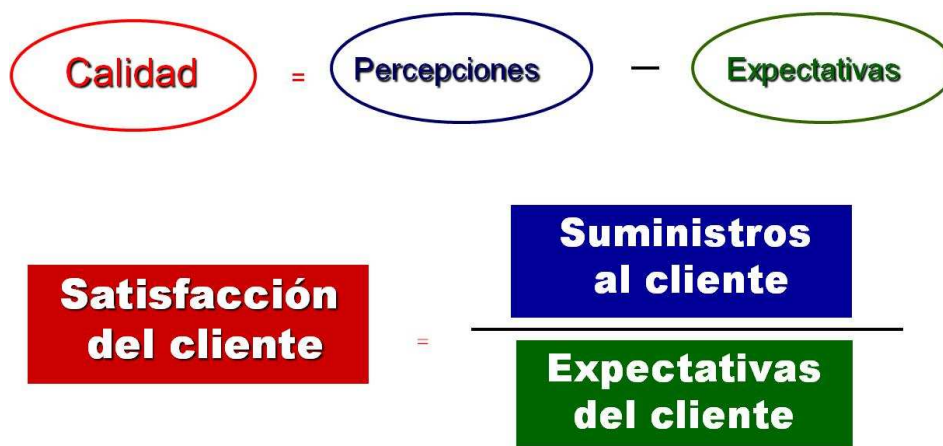 Calidad = Percepciones — Expectativas
Suministros
al cliente
Satisfacción
del cliente
=
Expectativas
del cliente